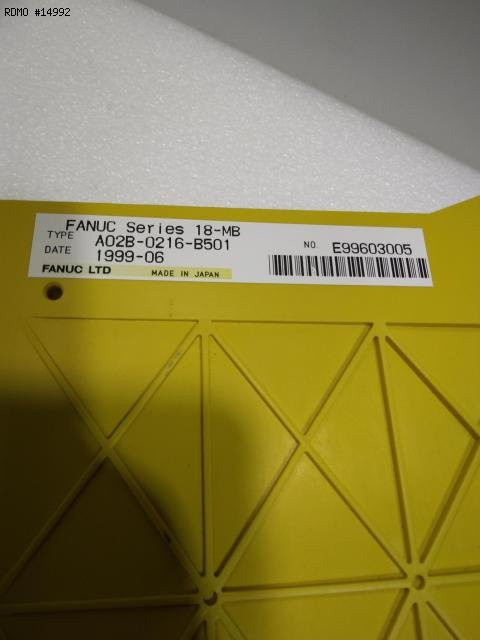 RDMO #14992
FANUC Series 18-MB
TYPE A02B-0216-B501
DATE 1999-06
NO. E99603005
FANUC LTD MADE IN JAPAN